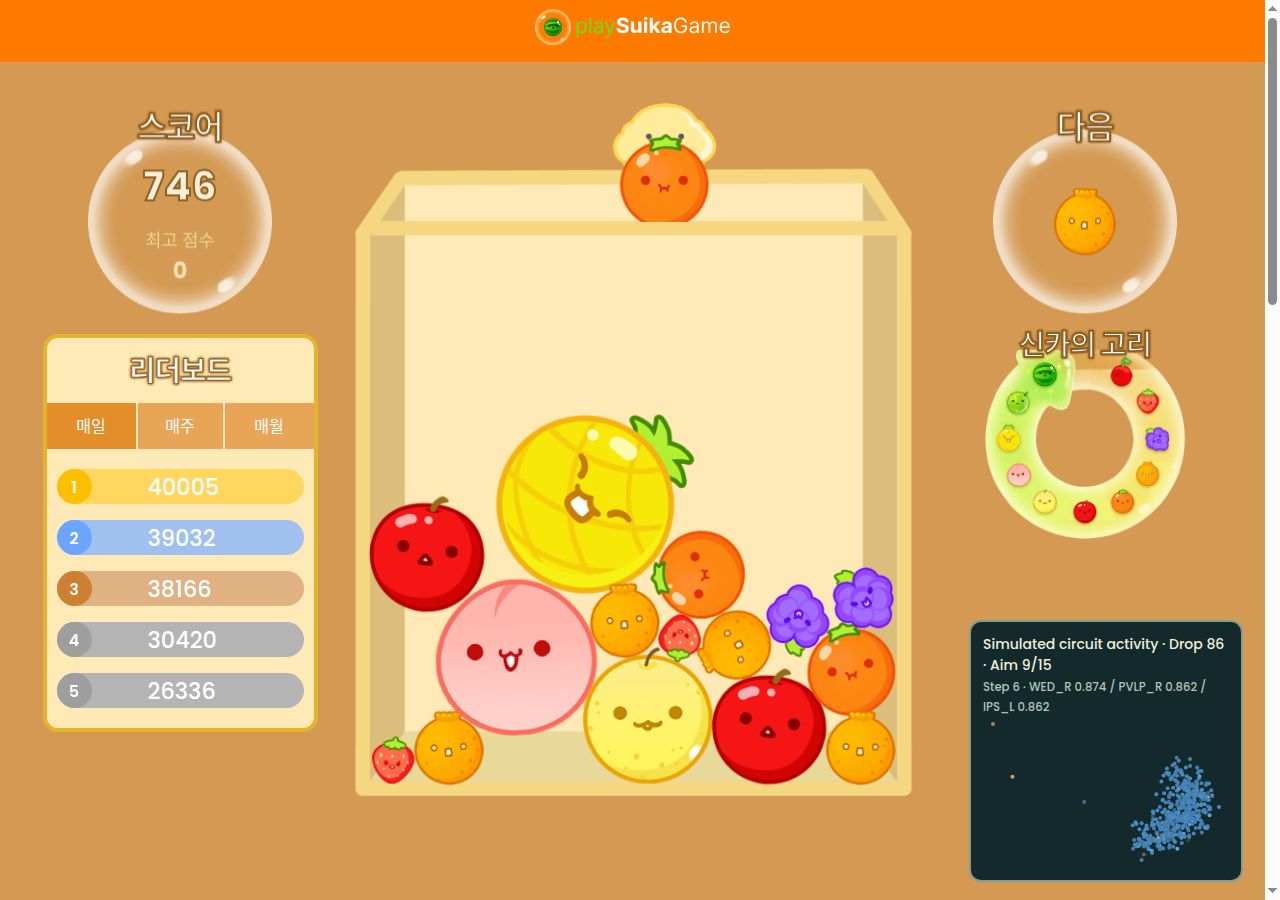 playSuikaGame
스코어
746
최고 점수
0
다음
신카의 고리
리더보드
매일 매주 매월
1 40005
2 39032
3 38166
4 30420
5 26336
Simulated circuit activity · Drop 86
· Aim 9/15
Step 6 · WED_R 0.874 / PVLP_R 0.862 /
IPS_L 0.862